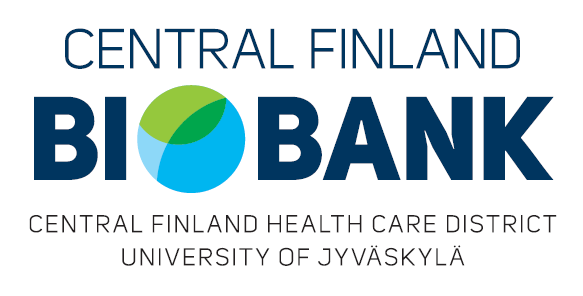 CENTRAL FINLAND
BIOBANK
CENTRAL FINLAND HEALTH CARE DISTRICT
UNIVERSITY OF JYVÄSKYLÄ